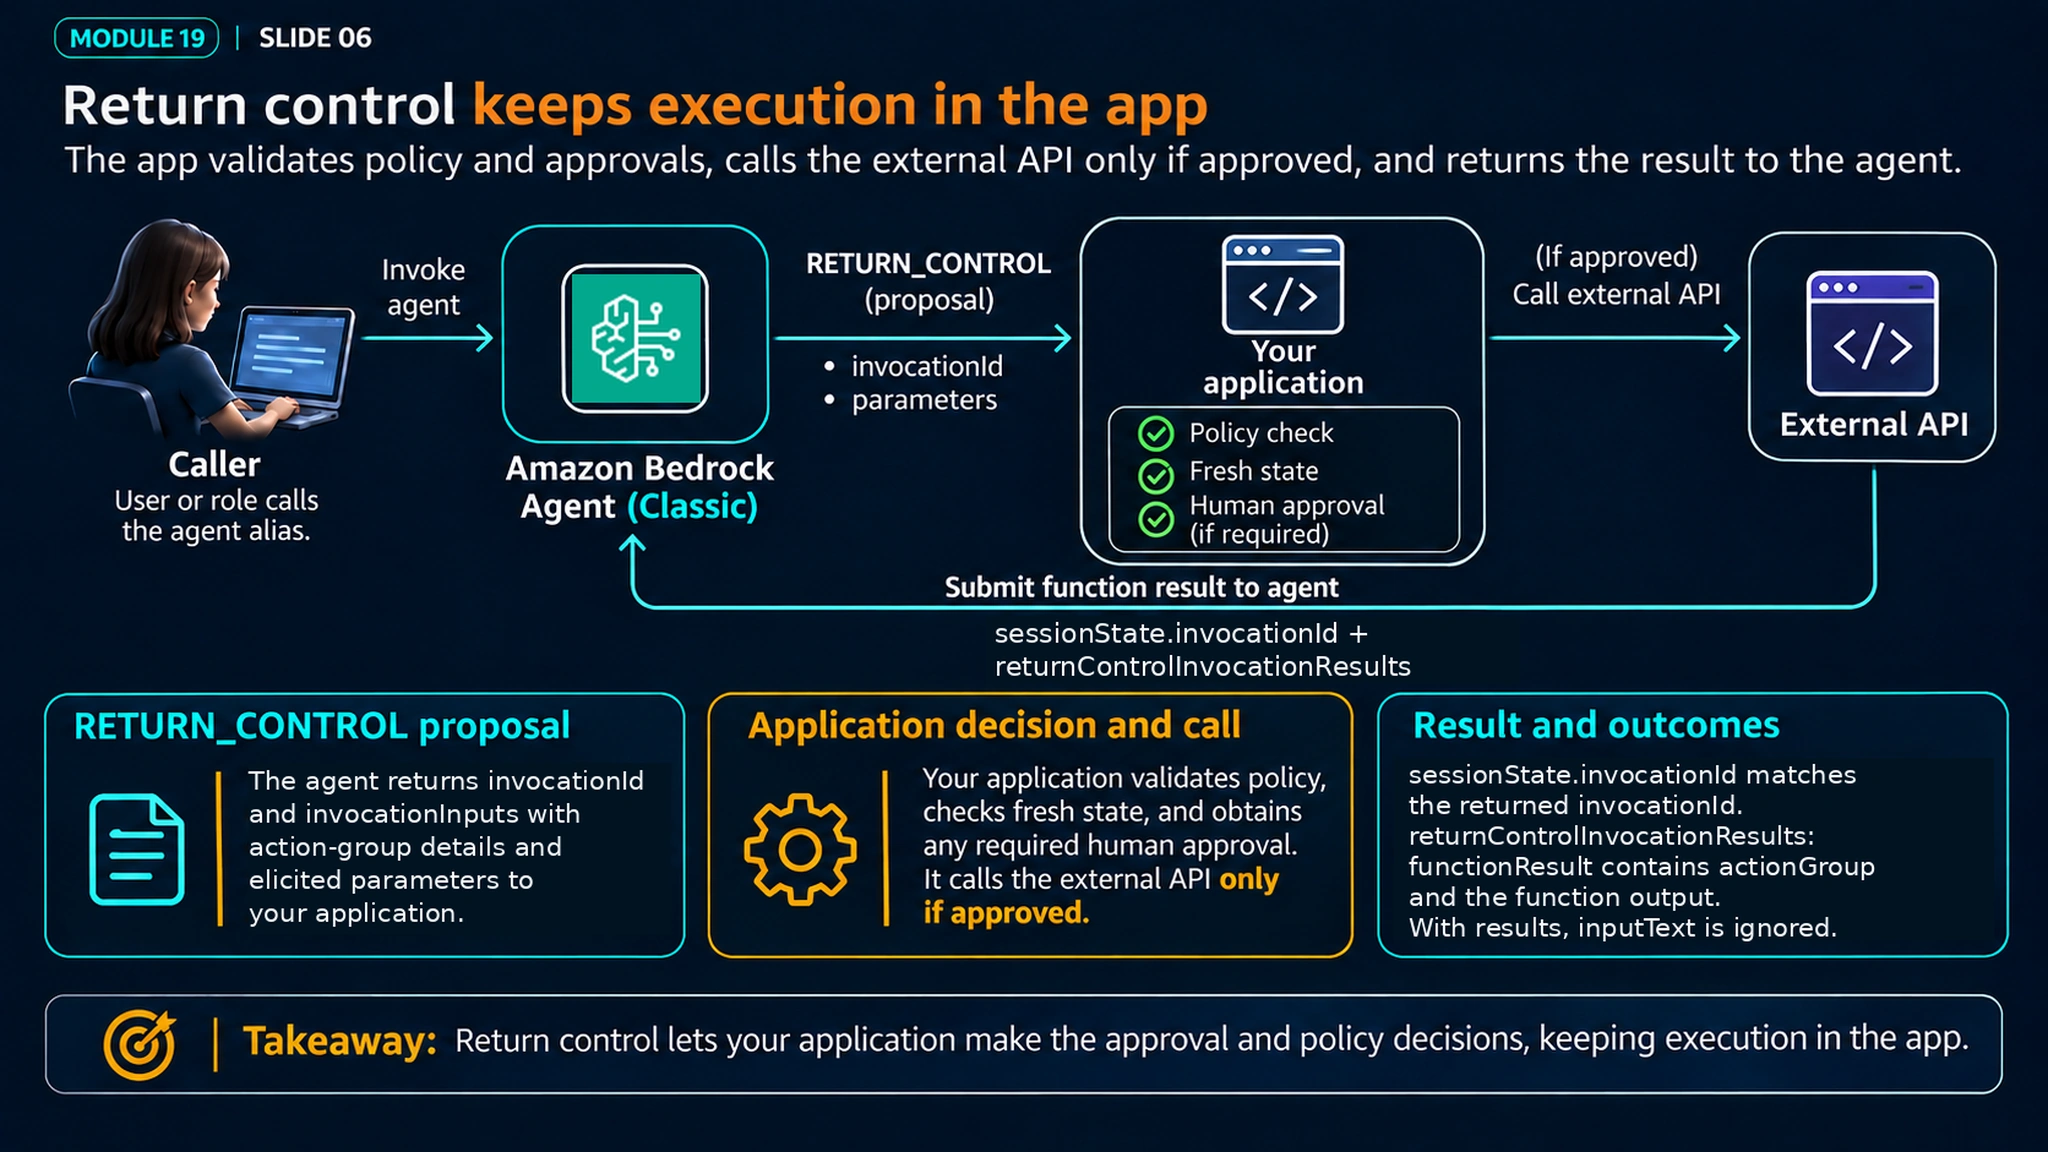 MODULE 19 | SLIDE 06
Return control keeps execution in the app
The app validates policy and approvals, calls the external API only if approved, and returns the result to the agent.
Invoke
agent
Caller
User or role calls
the agent alias.
Amazon Bedrock
Agent (Classic)
RETURN_CONTROL
(proposal)
• invocationId
• parameters
</>
Your
application
Policy check
Fresh state
Human approval
(if required)
(If approved)
Call external API
</>
External API
Submit function result to agent
sessionState.invocationId +
returnControlInvocationResults
RETURN_CONTROL proposal
The agent returns invocationId
and invocationInputs with
action-group details and
elicited parameters to
your application.
Application decision and call
Your application validates policy,
checks fresh state, and obtains
any required human approval.
It calls the external API only
if approved.
Result and outcomes
sessionState.invocationId matches
the returned invocationId.
returnControlInvocationResults:
functionResult contains actionGroup
and the function output.
With results, inputText is ignored.
Takeaway: Return control lets your application make the approval and policy decisions, keeping execution in the app.